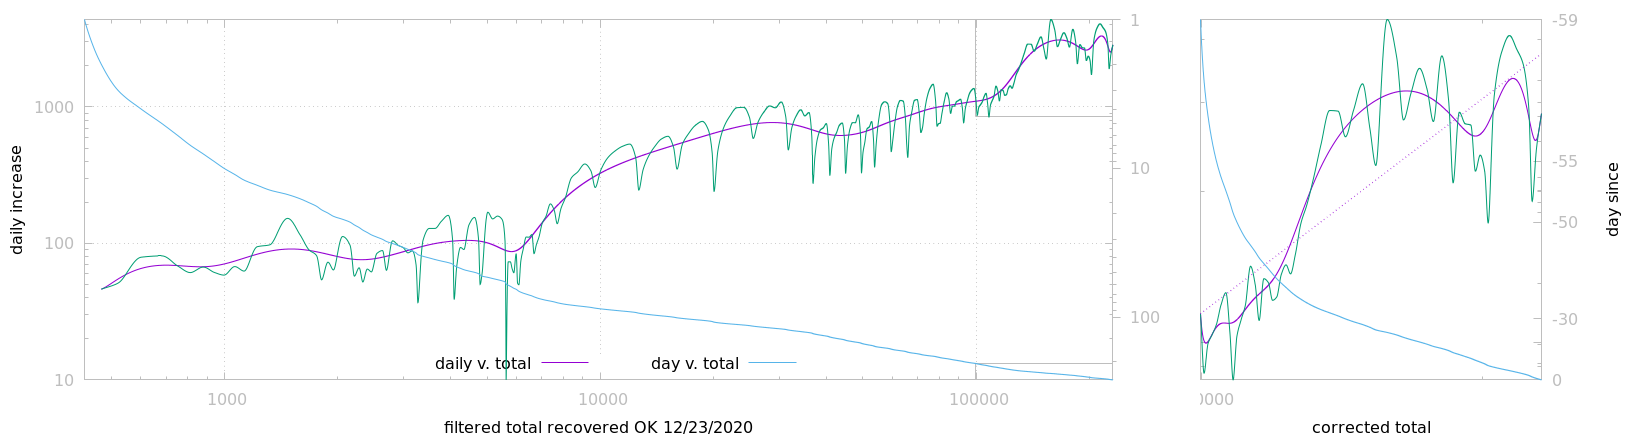 1
-59
1000
10
-55
daily increase
-50
day since
100
100
-30
daily v. total
day v. total
10
0
1000
10000
100000
0000
filtered total recovered OK 12/23/2020
corrected total